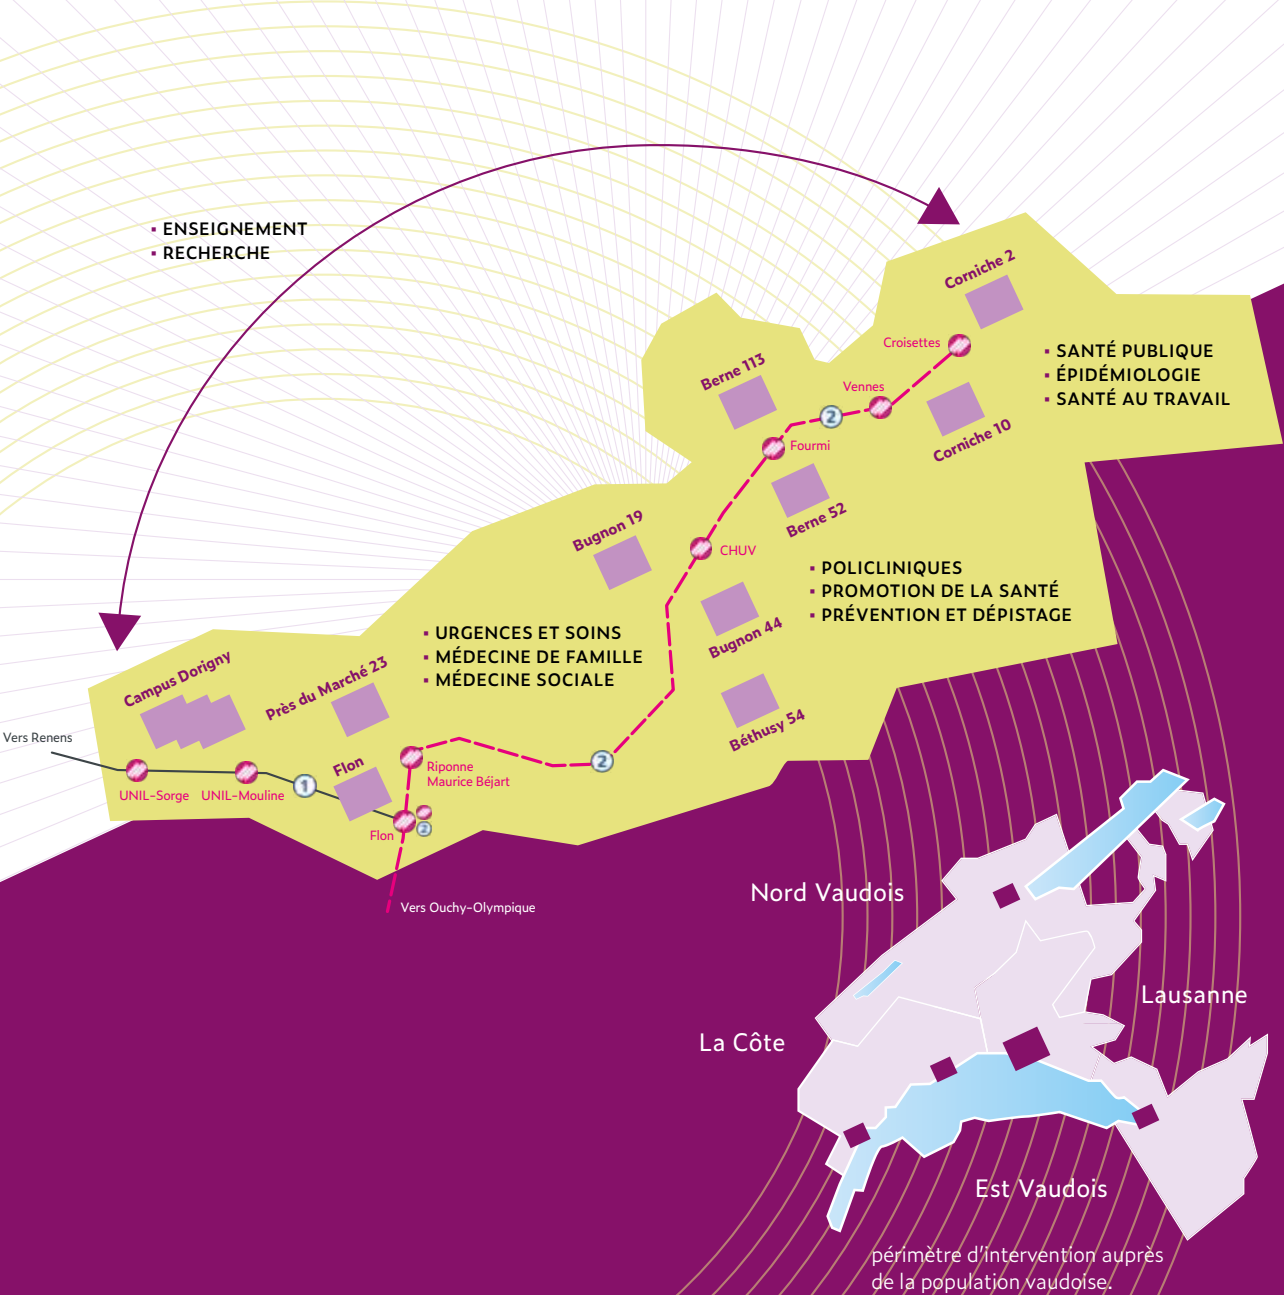 ▪ ENSEIGNEMENT
▪ RECHERCHE
Corniche 2
Croisettes
▪ SANTÉ PUBLIQUE
▪ ÉPIDÉMIOLOGIE
▪ SANTÉ AU TRAVAIL
Berne 113
Vennes
2
Corniche 10
Fourmi
Berne 52
Bugnon 19
CHUV
▪ POLICLINIQUES
▪ PROMOTION DE LA SANTÉ
▪ PRÉVENTION ET DÉPISTAGE
Bugnon 44
▪ URGENCES ET SOINS
▪ MÉDECINE DE FAMILLE
▪ MÉDECINE SOCIALE
Campus Dorigny
Près du Marché 23
Béthusy 54
Vers Renens
UNIL-Sorge
UNIL-Mouline
1
Flon
Riponne
Maurice Béjart
2
Flon
2
Vers Ouchy-Olympique
Nord Vaudois
Lausanne
La Côte
Est Vaudois
périmètre d'intervention auprès
de la population vaudoise.